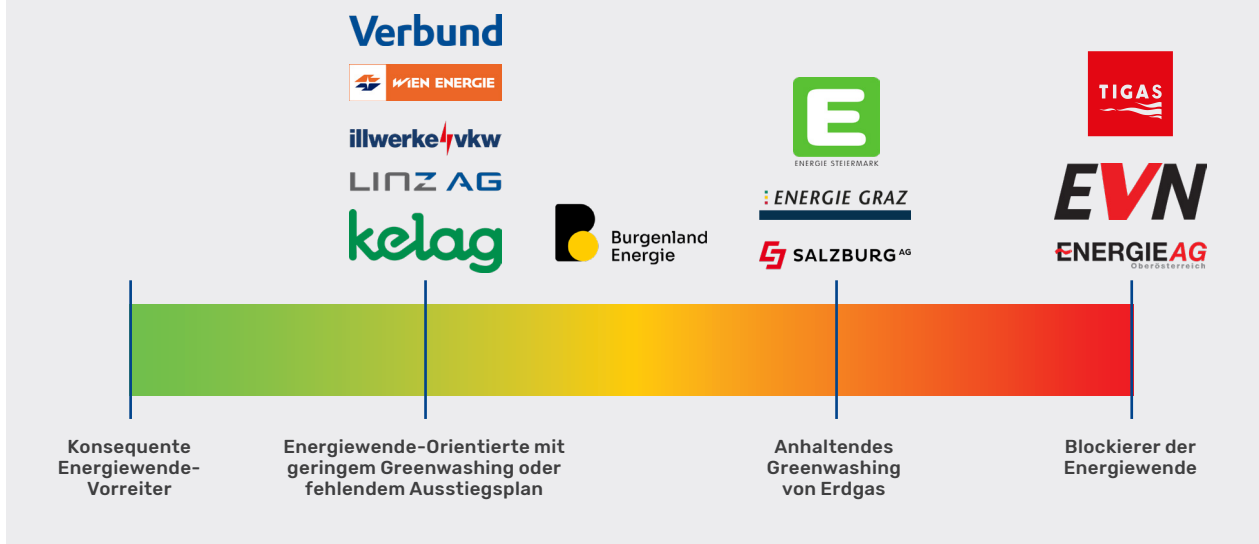 Verbund
WIEN ENERGIE
illwerke vkw
LINZ AG
kelag
Burgenland
Energie
E
ENERGIE STEIERMARK
ENERGIE GRAZ
SALZBURG AG
TIGAS
EVN
ENERGIE AG
Oberösterreich
Konsequente
Energiewende-
Vorreiter
Energiewende-Orientierte mit
geringem Greenwashing oder
fehlendem Ausstiegsplan
Anhaltendes
Greenwashing
von Erdgas
Blockierer der
Energiewende